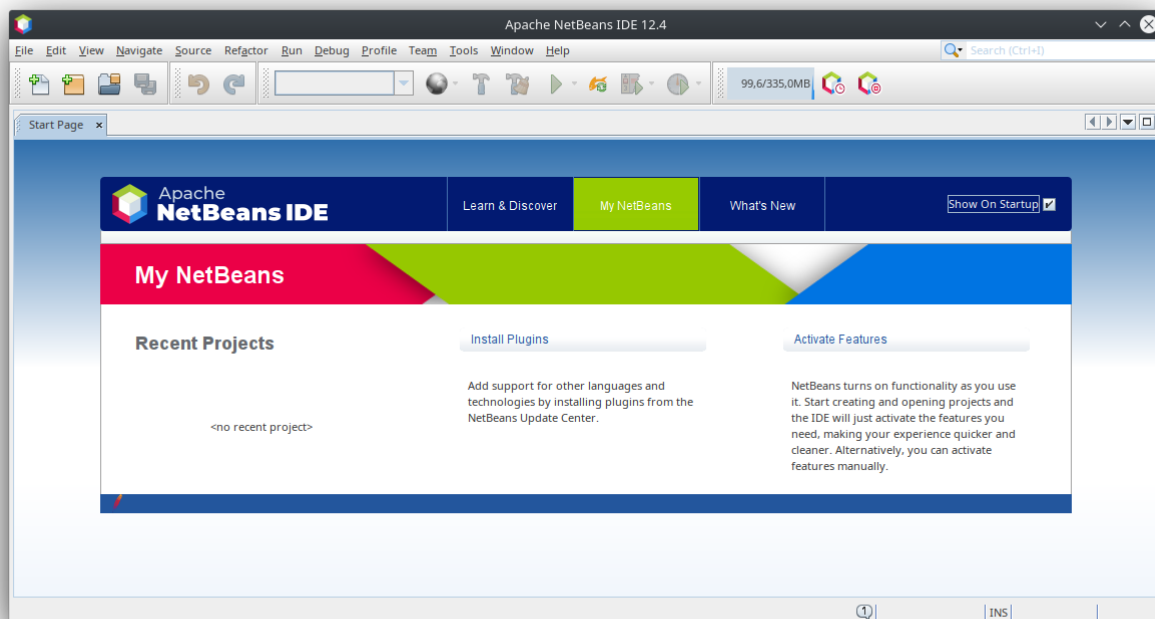 Apache NetBeans IDE 12.4
File Edit View Navigate Source Refactor Run Debug Profile Team Tools Window Help
Search (Ctrl+I)
99,6/335,0MB
Start Page
Apache
NetBeans IDE
Learn & Discover
My NetBeans
What's New
Show On Startup
My NetBeans
Recent Projects
<no recent project>
Install Plugins
Add support for other languages and
technologies by installing plugins from the
NetBeans Update Center.
Activate Features
NetBeans turns on functionality as you use
it. Start creating and opening projects and
the IDE will just activate the features you
need, making your experience quicker and
cleaner. Alternatively, you can activate
features manually.
1
INS